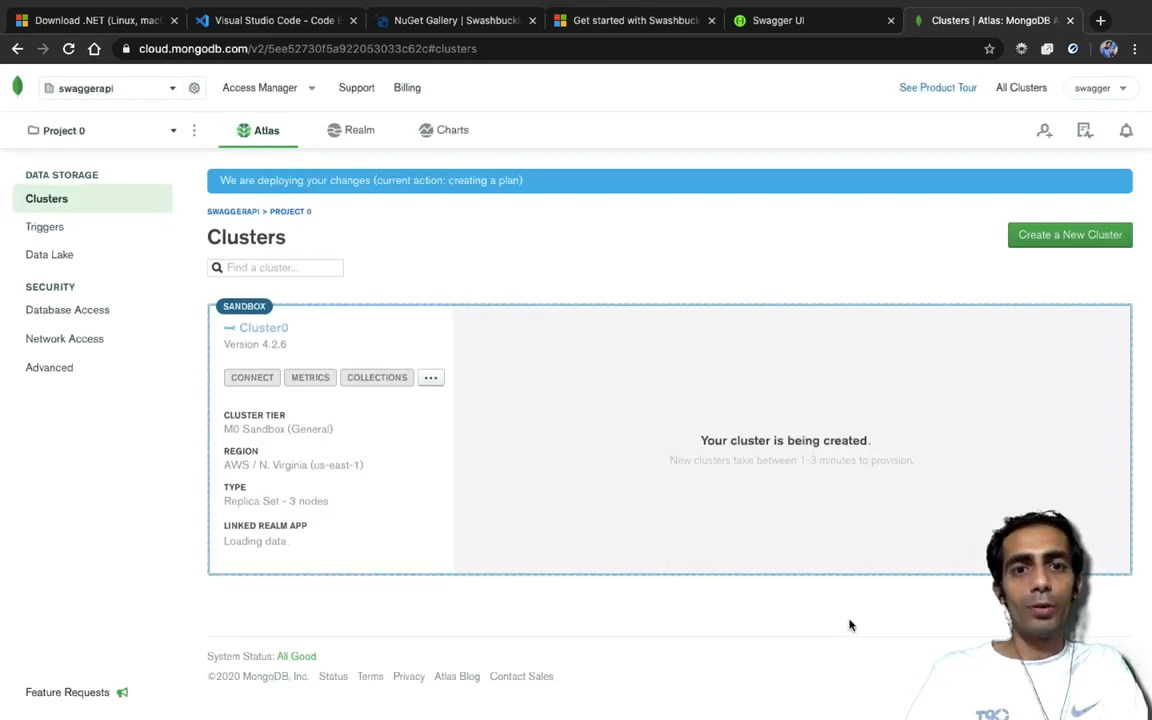 Download .NET (Linux, mac
Visual Studio Code - Code E
NuGet Gallery | Swashbuckl
Get started with Swashbuck
Swagger UI
Clusters | Atlas: MongoDB A
cloud.mongodb.com/v2/5ee52730f5a922053033c62c#clusters
swaggerapi
Access Manager
Support
Billing
See Product Tour
All Clusters
swagger
Project 0
Atlas
Realm
Charts
DATA STORAGE
Clusters
Triggers
Data Lake
SECURITY
Database Access
Network Access
Advanced
Feature Requests
We are deploying your changes (current action: creating a plan)
SWAGGERAPI > PROJECT 0
Clusters
Create a New Cluster
Find a cluster...
SANDBOX
Cluster0
Version 4.2.6
CONNECT
METRICS
COLLECTIONS
...
CLUSTER TIER
M0 Sandbox (General)
REGION
AWS / N. Virginia (us-east-1)
TYPE
Replica Set - 3 nodes
LINKED REALM APP
Loading data.
Your cluster is being created.
New clusters take between 1-3 minutes to provision.
System Status: All Good
©2020 MongoDB, Inc.
Status
Terms
Privacy
Atlas Blog
Contact Sales